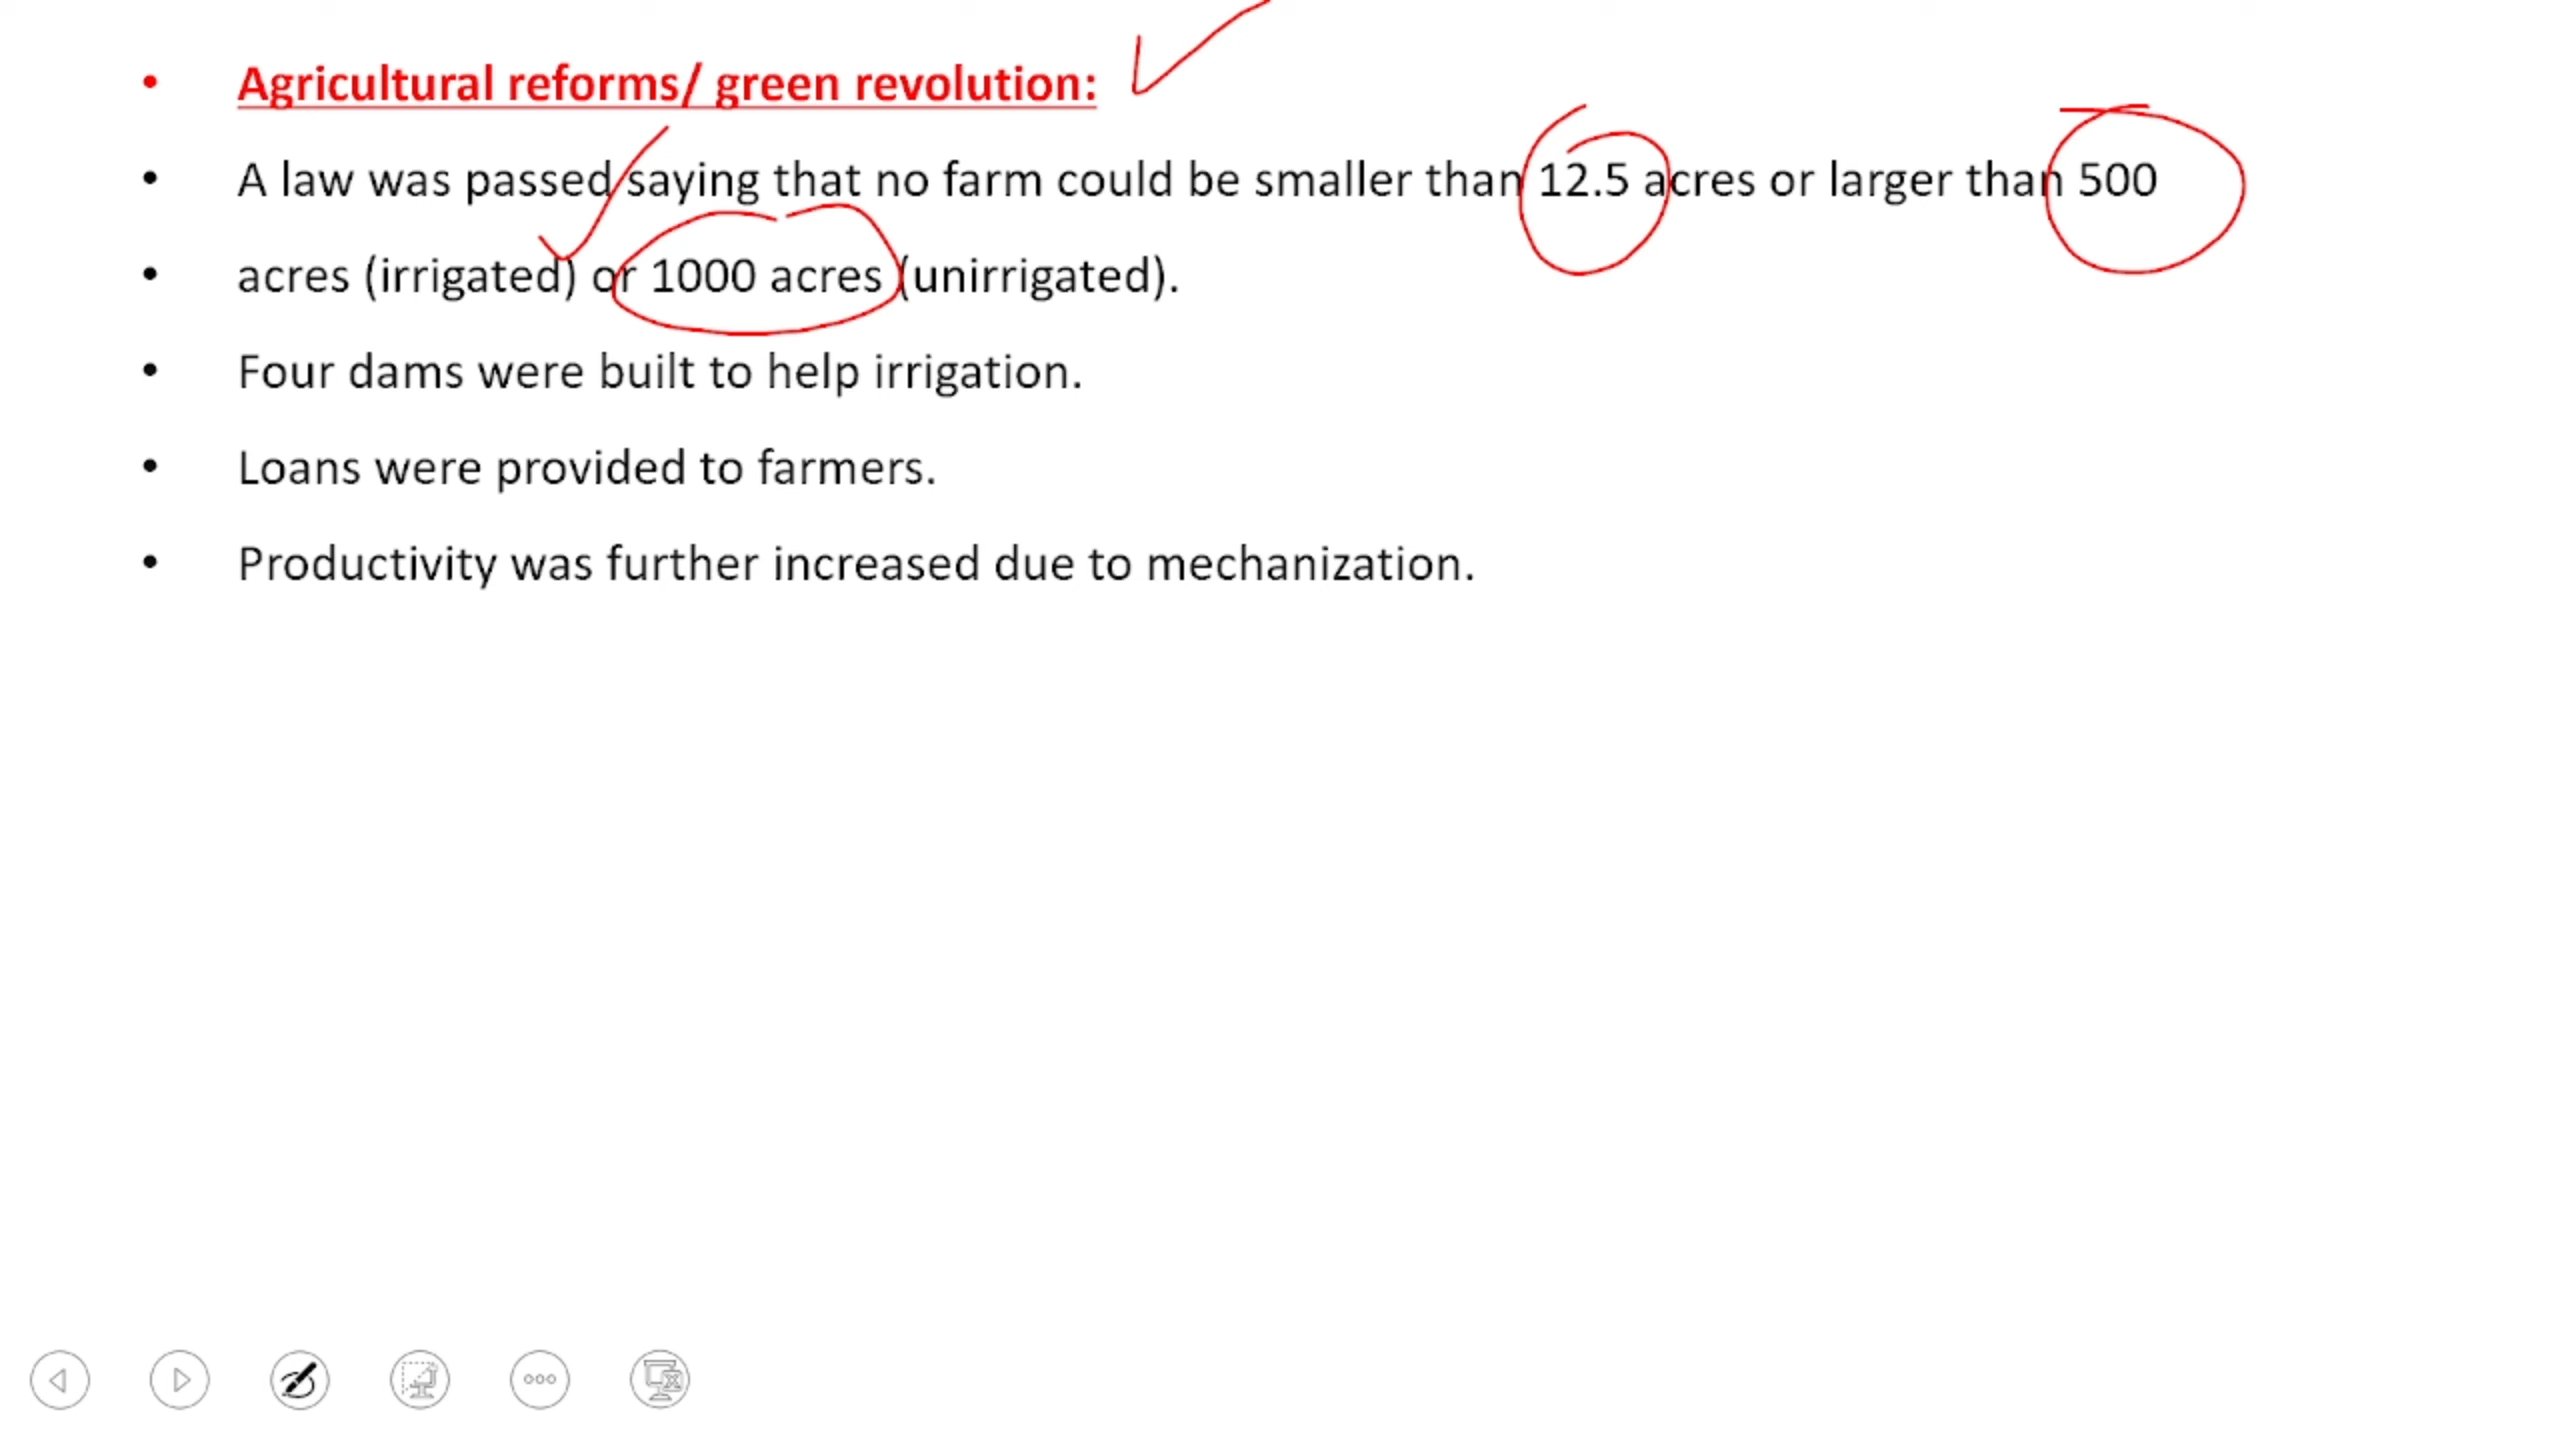 • Agricultural reforms/ green revolution:
• A law was passed saying that no farm could be smaller than 12.5 acres or larger than 500
• acres (irrigated) or 1000 acres (unirrigated).
• Four dams were built to help irrigation.
• Loans were provided to farmers.
• Productivity was further increased due to mechanization.